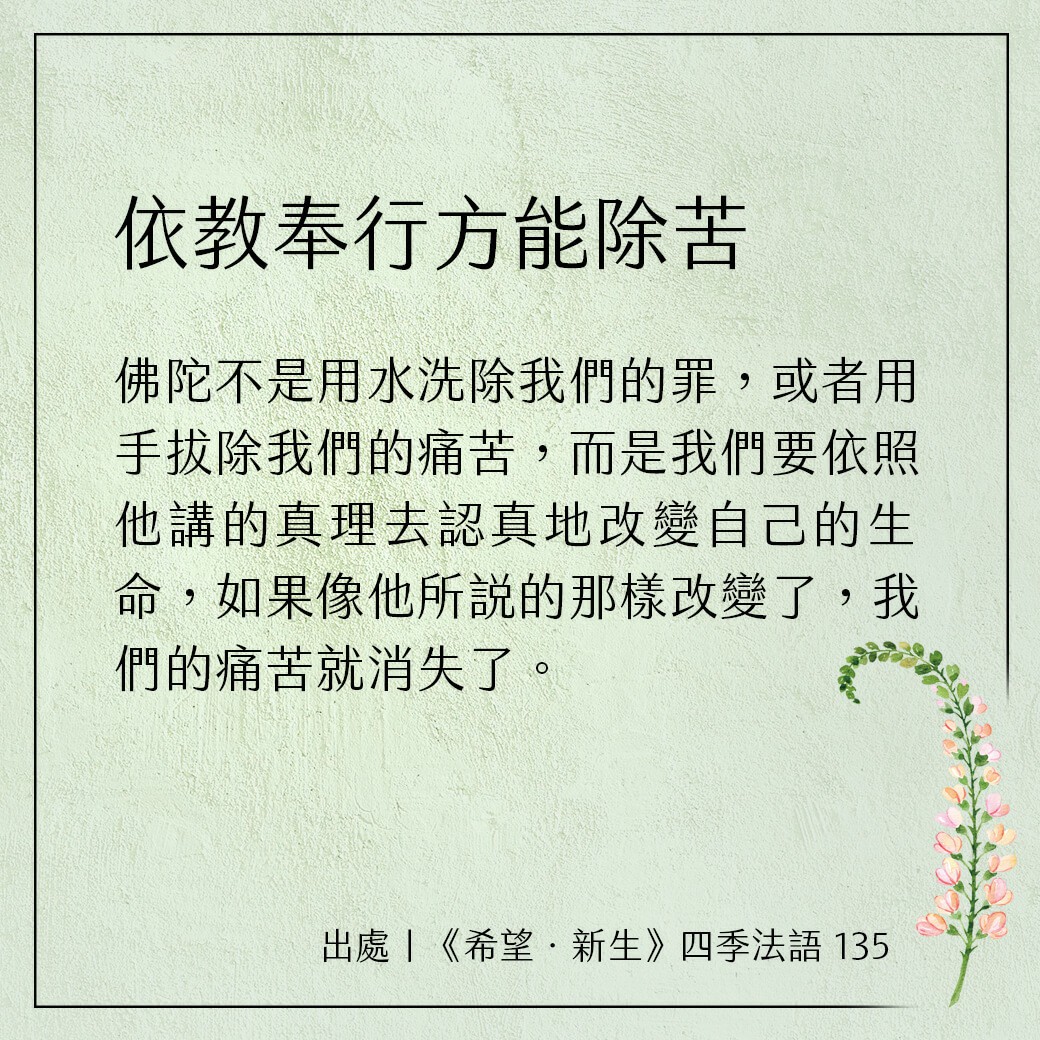 依教奉行方能除苦
佛陀不是用水洗除我們的罪，或者用
手拔除我們的痛苦，而是我們要依照
他講的真理去認真地改變自己的生
命，如果像他所説的那樣改變了，我
們的痛苦就消失了。
出處 |《希望．新生》四季法語 135